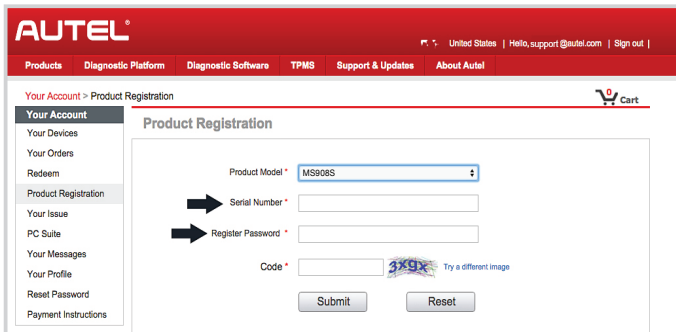 AUTEL®
United States | Hello, support@autel.com | Sign out |
Products Diagnostic Platform Diagnostic Software TPMS Support & Updates About Autel
Your Account > Product Registration
0 Cart
Your Account
Your Devices
Your Orders
Redeem
Product Registration
Your Issue
PC Suite
Your Messages
Your Profile
Reset Password
Payment Instructions
Product Registration
Product Model * MS908S
Serial Number *
Register Password *
Code * 3xgx Try a different image
Submit Reset